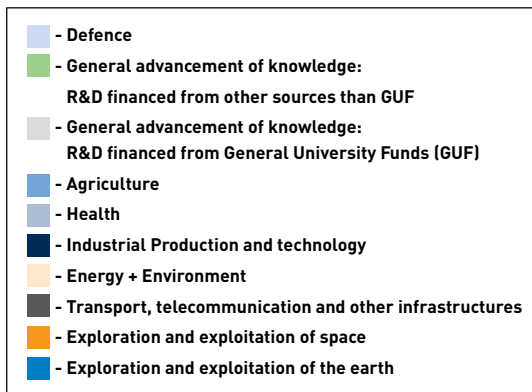 - Defence
- General advancement of knowledge:
R&D financed from other sources than GUF
- General advancement of knowledge:
R&D financed from General University Funds (GUF)
- Agriculture
- Health
- Industrial Production and technology
- Energy + Environment
- Transport, telecommunication and other infrastructures
- Exploration and exploitation of space
- Exploration and exploitation of the earth